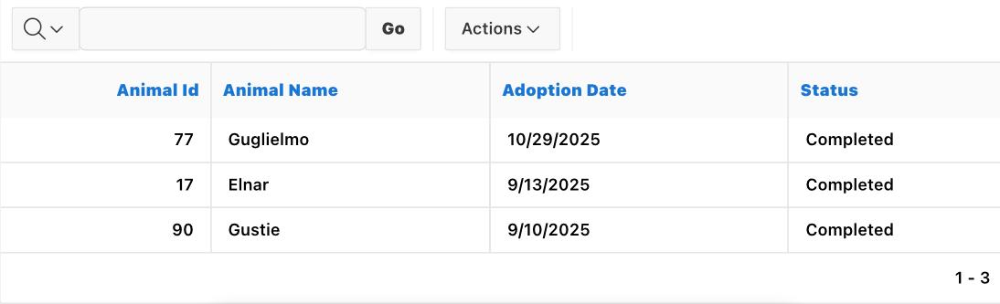 Go Actions
Animal Id Animal Name Adoption Date Status
77 Guglielmo 10/29/2025 Completed
17 Elnar 9/13/2025 Completed
90 Gustie 9/10/2025 Completed
1 - 3